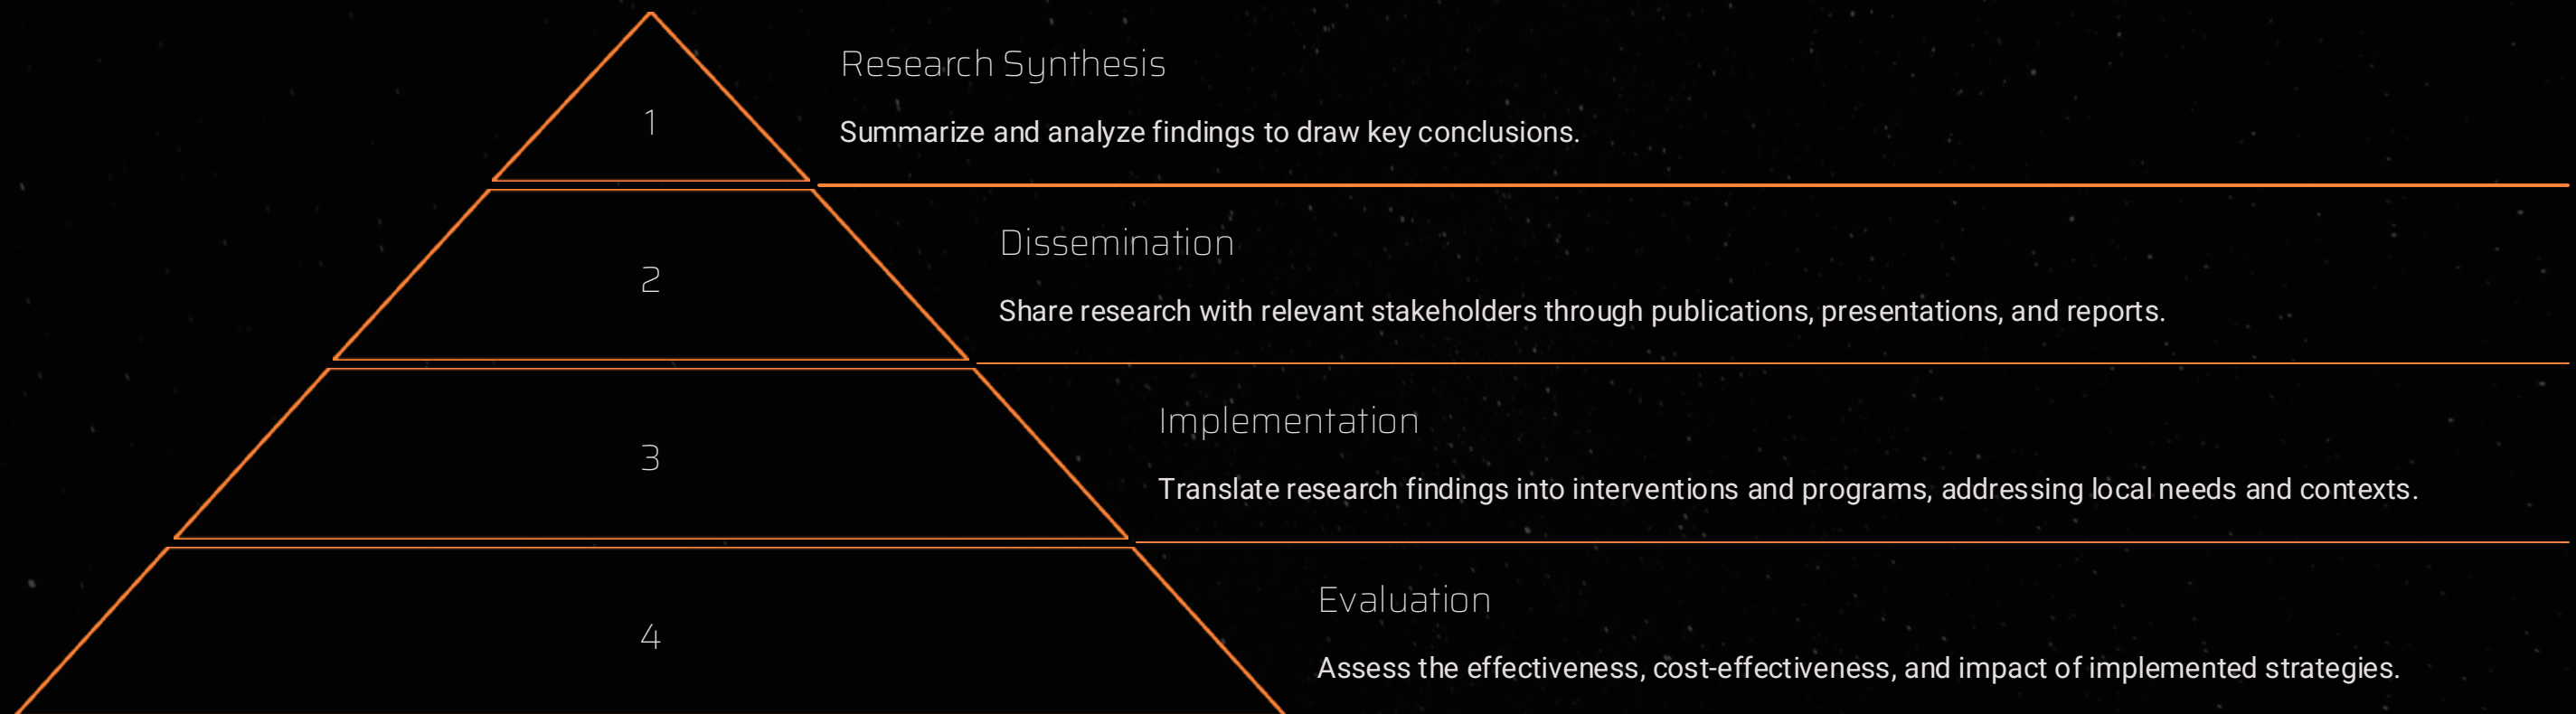 1
Research Synthesis
Summarize and analyze findings to draw key conclusions.
2
Dissemination
Share research with relevant stakeholders through publications, presentations, and reports.
3
Implementation
Translate research findings into interventions and programs, addressing local needs and contexts.
4
Evaluation
Assess the effectiveness, cost-effectiveness, and impact of implemented strategies.